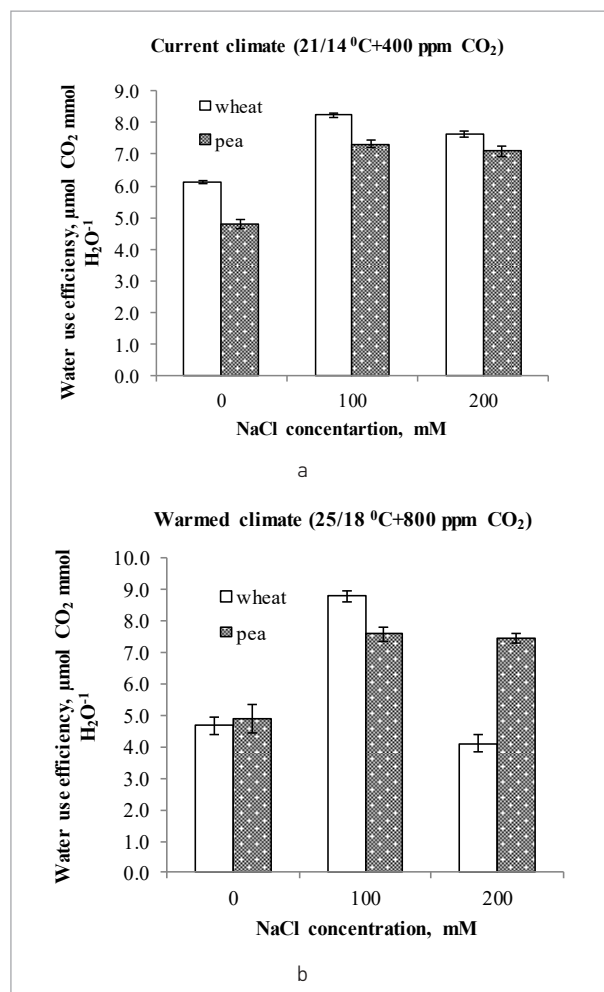 Current climate (21/14 ⁰C+400 ppm CO₂)
Water use efficiensy, µmol CO₂ mmol
H₂O⁻¹
9.0
8.0
7.0
6.0
5.0
4.0
3.0
2.0
1.0
0.0
wheat
pea
0 100 200
NaCl concentartion, mM
a
Warmed climate (25/18 ⁰C+800 ppm CO₂)
Water use efficiency, µmol CO₂ mmol
H₂O⁻¹
10.0
9.0
8.0
7.0
6.0
5.0
4.0
3.0
2.0
1.0
0.0
wheat
pea
0 100 200
NaCl concentration, mM
b